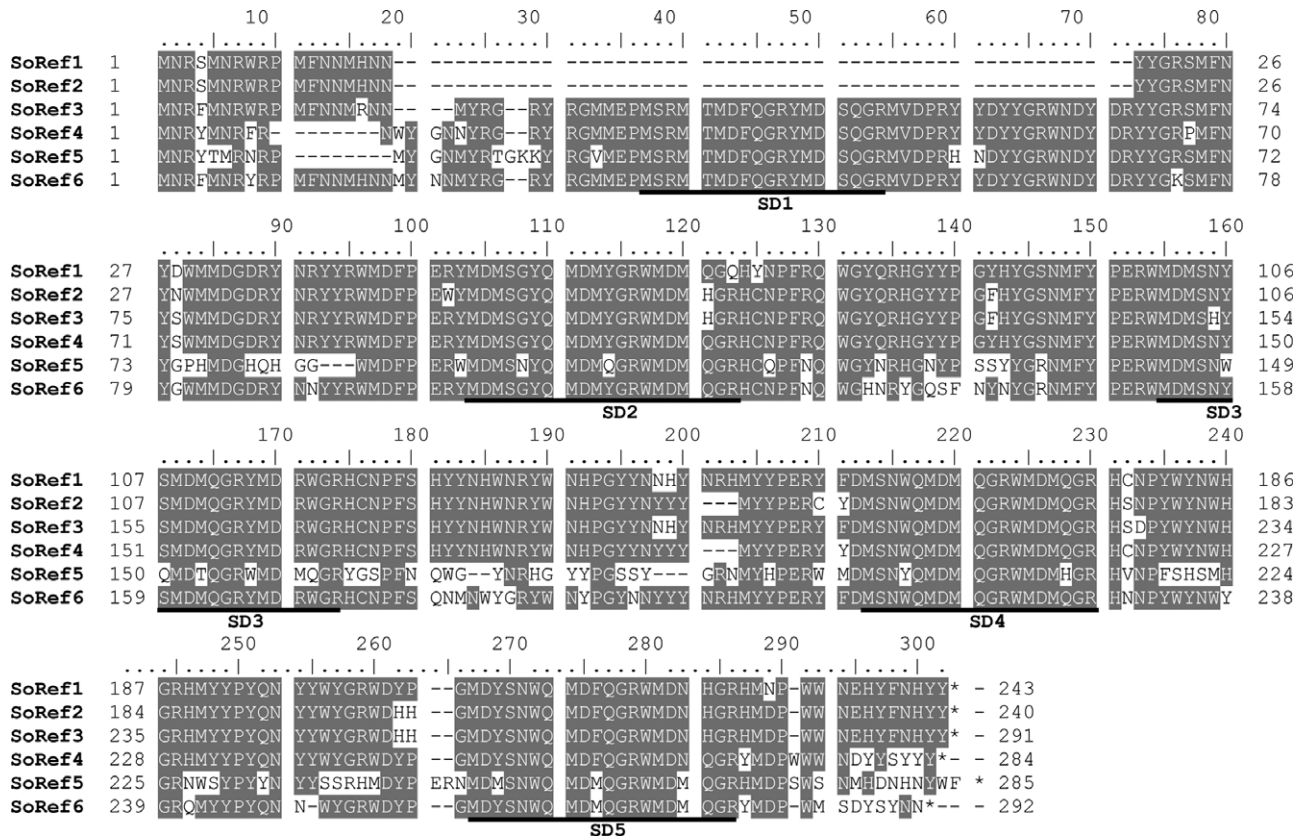 10 20 30 40 50 60 70 80
SoRef1 1 MNRSMNRWRP MFNNMHNN-- ---------- ---------- ---------- ---------- ---------- --YYGRSMFN 26
SoRef2 1 MNRSMNRWRP MFNNMHNN-- ---------- ---------- ---------- ---------- ---------- --YYGRSMFN 26
SoRef3 1 MNRFMNRWRP MFNNMRNN-- --MYRG--RY RGMMEPMSRM TMDFQGRYMD SQGRMVDPRY YDYYGRWNDY DRYYGRSMFN 74
SoRef4 1 MNRYMNRFR- -------NWY GNNYRG--RY RGMMEPMSRM TMDFQGRYMD SQGRMVDPRY YDYYGRWNDY DRYYGRPMFN 70
SoRef5 1 MNRYTMRNRP --------MY GNMYRTGKKY RGVMEPMSRM TMDFQGRYMD SQGRMVDPRH NDYYGRWNDY DRYYGRSMFN 72
SoRef6 1 MNRFMNRYRP MFNNMHNNMY NNMYRG--RY RGMMEPMSRM TMDFQGRYMD SQGRMVDPRY YDYYGRWNDY DRYYGKSMFN 78
SD1
90 100 110 120 130 140 150 160
SoRef1 27 YDWMMDGDRY NRYYRWMDFP ERYMDMSGYQ MDMYGRWMDM QGQHYNPFRQ WGYQRHGYYP GYHYGSNMFY PERWMDMSNY 106
SoRef2 27 YNWMMDGDRY NRYYRWMDFP EWYMDMSGYQ MDMYGRWMDM HGRHCNPFRQ WGYQRHGYYP GFHYGSNMFY PERWMDMSNY 106
SoRef3 75 YSWMMDGDRY NRYYRWMDFP ERYMDMSGYQ MDMYGRWMDM HGRHCNPFRQ WGYQRHGYYP GFHYGSNMFY PERWMDMSHY 154
SoRef4 71 YSWMMDGDRY NRYYRWMDFP ERYMDMSGYQ MDMYGRWMDM QGRHCNPFRQ WGYQRHGYYP GYHYGSNMFY PERWMDMSNY 150
SoRef5 73 YGPHMDGHQH GG---WMDFP ERWMDMSNYQ MDMQGRWMDM QGRHCQPFNQ WGYNRHGNYP SSYYGRNMFY PERWMDMSNW 149
SoRef6 79 YGWMMDGDRY NNYYRWMDFP ERYMDMSGYQ MDMYGRWMDM QGRHCNPFNQ WGHNRYGQSF NYNYGRNMFY PERWMDMSNY 158
SD2 SD3
170 180 190 200 210 220 230 240
SoRef1 107 SMDMQGRYMD RWGRHCNPFS HYYNHWNRYW NHPGYYNNHY NRHMYYPERY FDMSNWQMDM QGRWMDMQGR HCNPYWYNWH 186
SoRef2 107 SMDMQGRYMD RWGRHCNPFS HYYNHWNRYW NHPGYYNYYY ---MYYPERC YDMSNWQMDM QGRWMDMQGR HSNPYWYNWH 183
SoRef3 155 SMDMQGRYMD RWGRHCNPFS HYYNHWNRYW NHPGYYNNHY NRHMYYPERY FDMSNWQMDM QGRWMDMQGR HSDPYWYNWH 234
SoRef4 151 SMDMQGRYMD RWGRHCNPFS HYYNHWNRYW NHPGYYNYYY ---MYYPERY YDMSNWQMDM QGRWMDMQGR HCNPYWYNWH 227
SoRef5 150 QMDTQGRWMD MQGRYGSPFN QWG--YNRHG YYPGSSY--- GRNMYHPERW MDMSNYQMDM QGRWMDMHGR HVNPFSHSMH 224
SoRef6 159 SMDMQGRYMD RWGRHCNPFS QNMNWYGRYW NYPGYNNYYY NRHMYYPERY FDMSNWQMDM QGRWMDMQGR HNNPYWYNWY 238
SD3 SD4
250 260 270 280 290 300
SoRef1 187 GRHMYYPYQN YYWYGRWDYP --GMDYSNWQ MDFQGRWMDN HGRHMNP-WW NEHYFNHYY* - 243
SoRef2 184 GRHMYYPYQN YYWYGRWDHH --GMDYSNWQ MDFQGRWMDN HGRHMDP-WW NEHYFNHYY* - 240
SoRef3 235 GRHMYYPYQN YYWYGRWDHH --GMDYSNWQ MDFQGRWMDN HGRHMDP-WW NEHYFNHYY* - 291
SoRef4 228 GRHMYYPYQN YYWYGRWDYP --GMDYSNWQ MDFQGRWMDN HGRYMDPWWW NDYYSYYY*- - 284
SoRef5 225 GRNWSYPYYN YYSSRHMDYP ERNMDMSNWQ MDMQGRWMDM QGRHMDPSWS NMHDNHNYWF * 285
SoRef6 239 GRQMYYPYQN YN-WYGRWDYP --GMDYSNWQ MDMQGRWMDN QGRYMDP-WM SDYSYNN*-- - 292
SD5